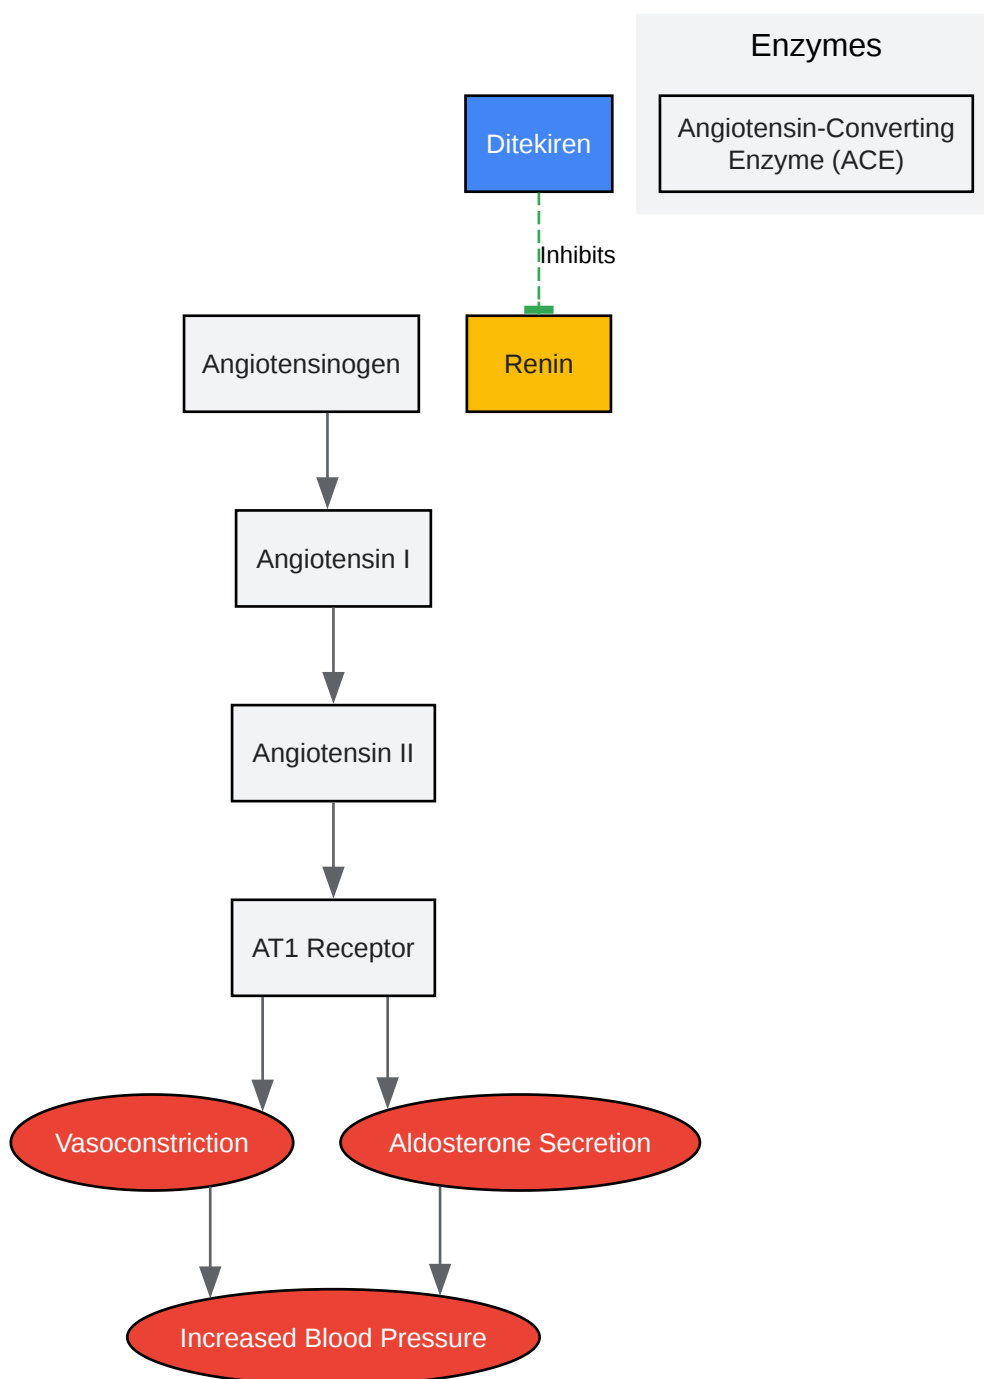 Enzymes
Ditekiren
Angiotensin-Converting
Enzyme (ACE)
Inhibits
Angiotensinogen
Renin
Angiotensin I
Angiotensin II
AT1 Receptor
Vasoconstriction
Aldosterone Secretion
Increased Blood Pressure